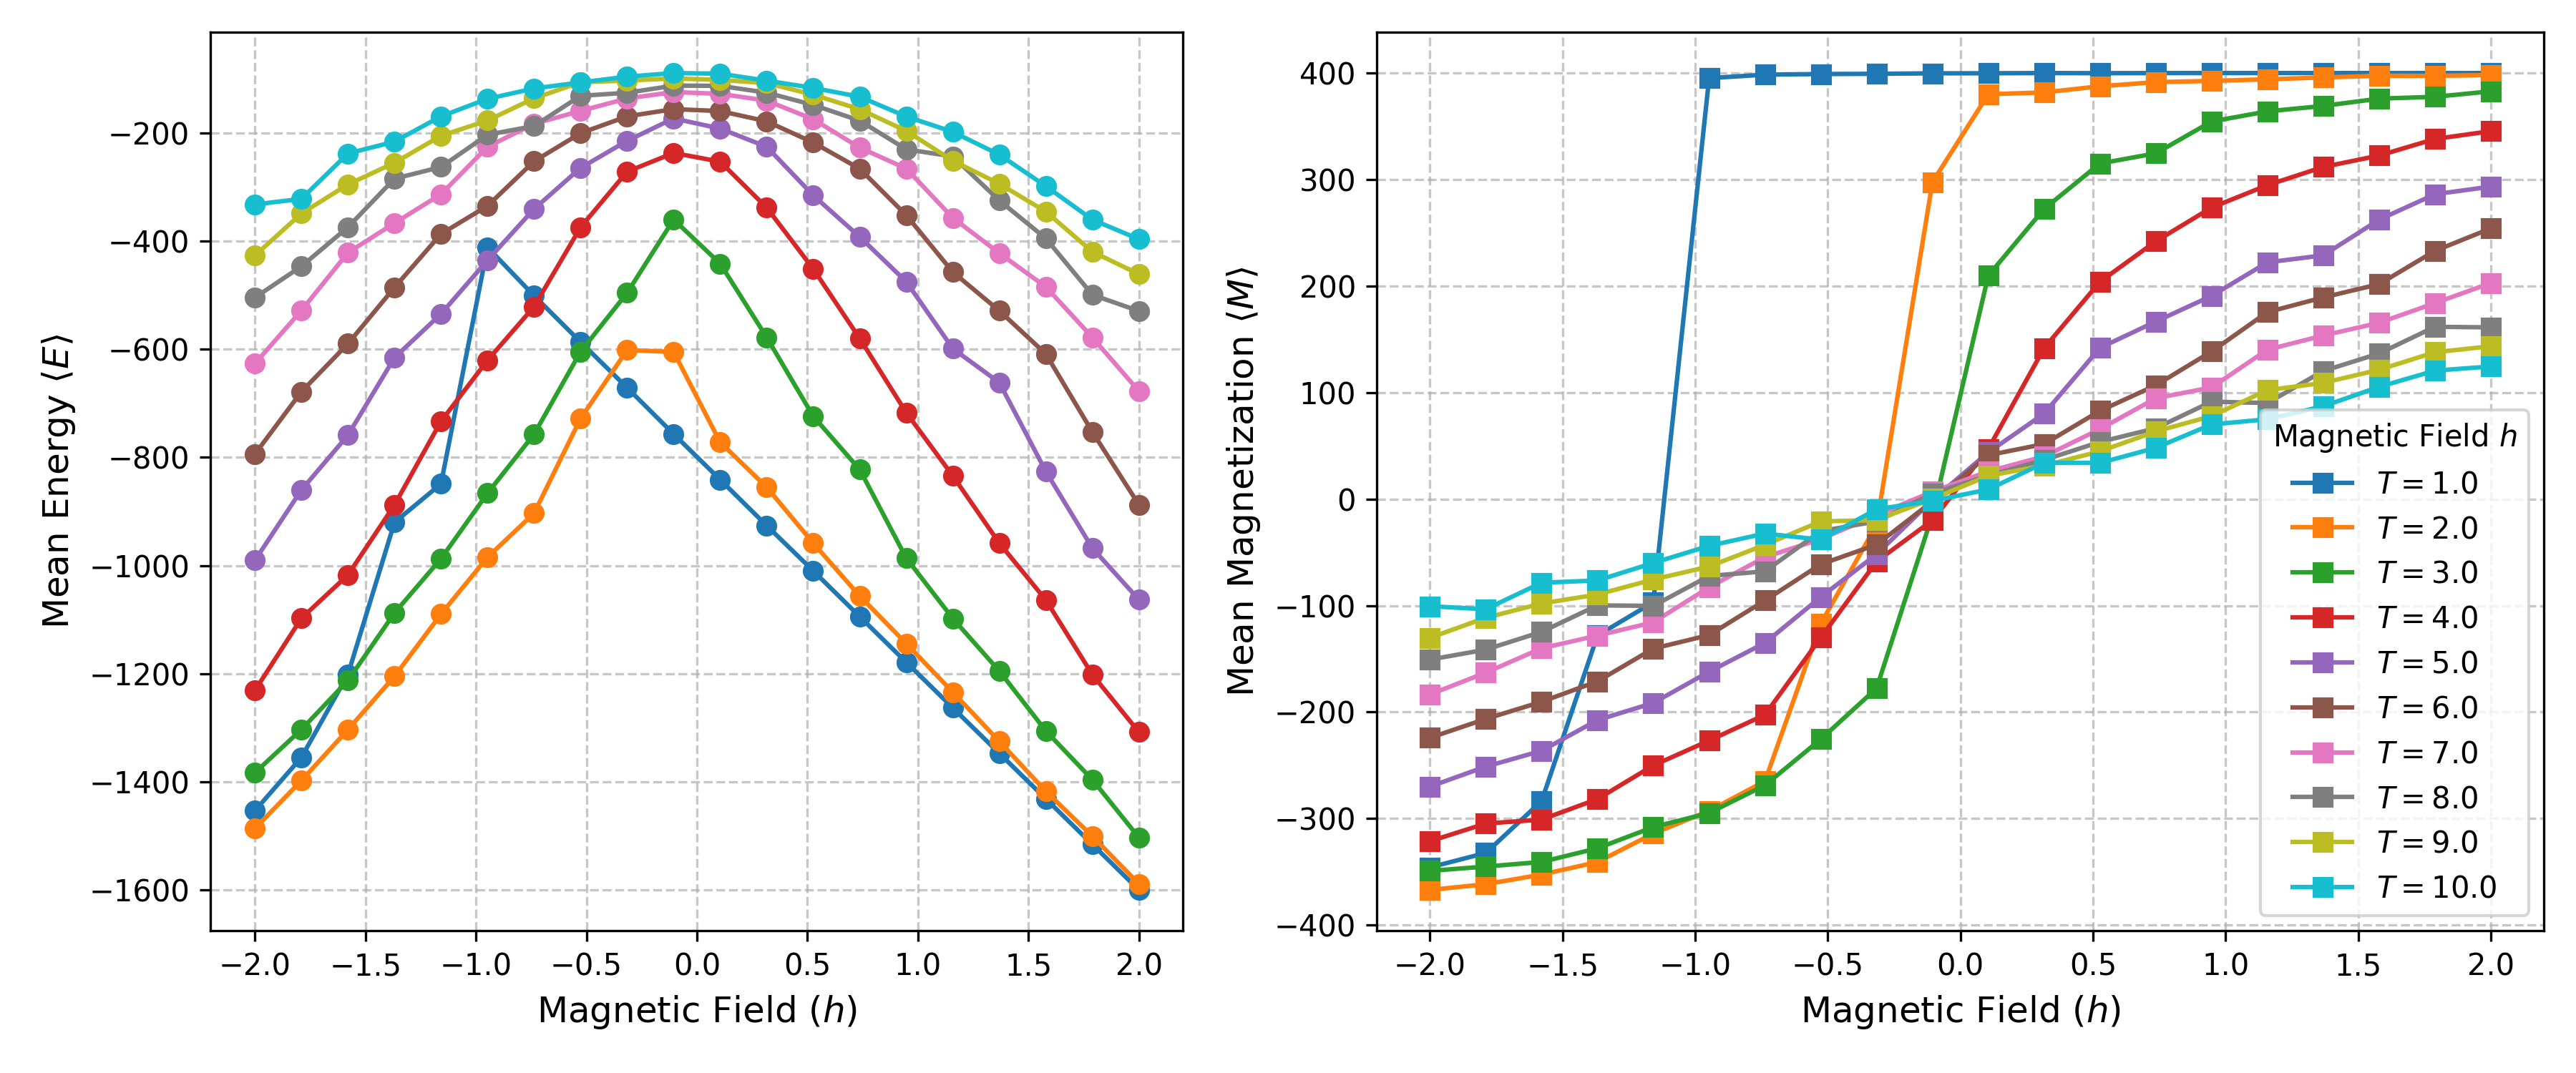 Mean Energy ⟨E⟩
−200
−400
−600
−800
−1000
−1200
−1400
−1600
−2.0 −1.5 −1.0 −0.5 0.0 0.5 1.0 1.5 2.0
Magnetic Field (h)
Mean Magnetization ⟨M⟩
400
300
200
100
0
−100
−200
−300
−400
−2.0 −1.5 −1.0 −0.5 0.0 0.5 1.0 1.5 2.0
Magnetic Field (h)
Magnetic Field h
T = 1.0
T = 2.0
T = 3.0
T = 4.0
T = 5.0
T = 6.0
T = 7.0
T = 8.0
T = 9.0
T = 10.0